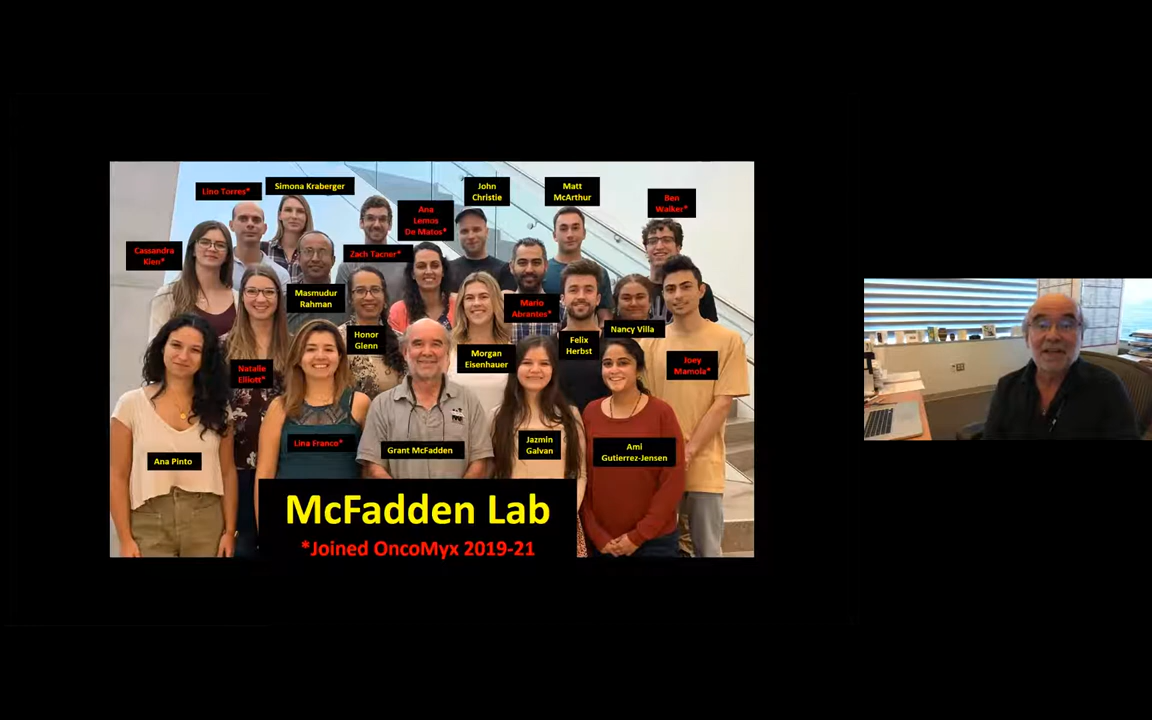 Lino Torres*
Simona Kraberger
John
Christie
Matt
McArthur
Ben
Walker*
Ana
Lemos
De Matos*
Cassandra
Kien*
Zach Tacner*
Masmudur
Rahman
Mario
Abrantes*
Honor
Glenn
Nancy Villa
Felix
Herbst
Morgan
Eisenhauer
Natalie
Elliott*
Joey
Mamola*
Lina Franco*
Grant McFadden
Jazmin
Galvan
Ami
Gutierrez-Jensen
Ana Pinto
McFadden Lab
*Joined OncoMyx 2019-21